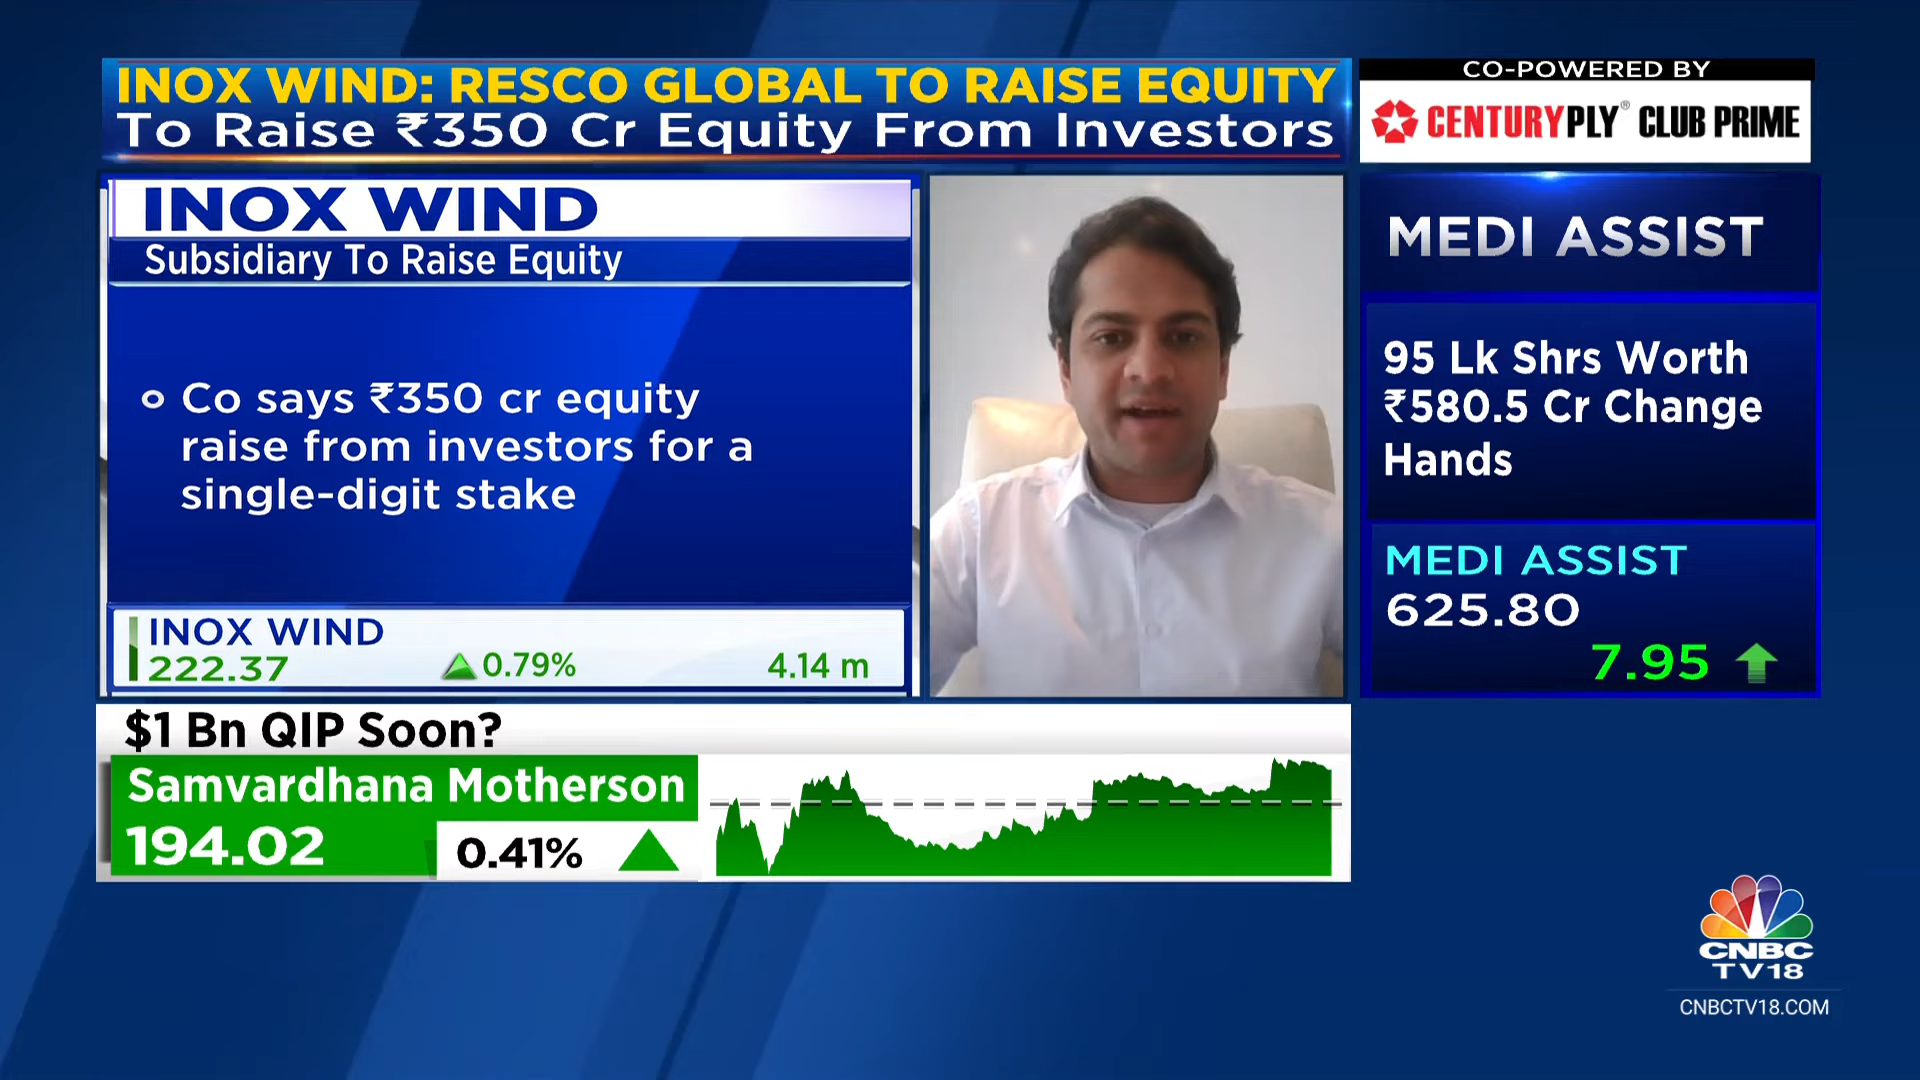 INOX WIND: RESCO GLOBAL TO RAISE EQUITY
To Raise ₹350 Cr Equity From Investors
CO-POWERED BY
CENTURYPLY® CLUB PRIME
INOX WIND
Subsidiary To Raise Equity
Co says ₹350 cr equity
raise from investors for a
single-digit stake
INOX WIND
222.37 0.79% 4.14 m
MEDI ASSIST
95 Lk Shrs Worth
₹580.5 Cr Change
Hands
MEDI ASSIST
625.80
7.95
$1 Bn QIP Soon?
Samvardhana Motherson
194.02 0.41%
CNBC
TV18
CNBCTV18.COM